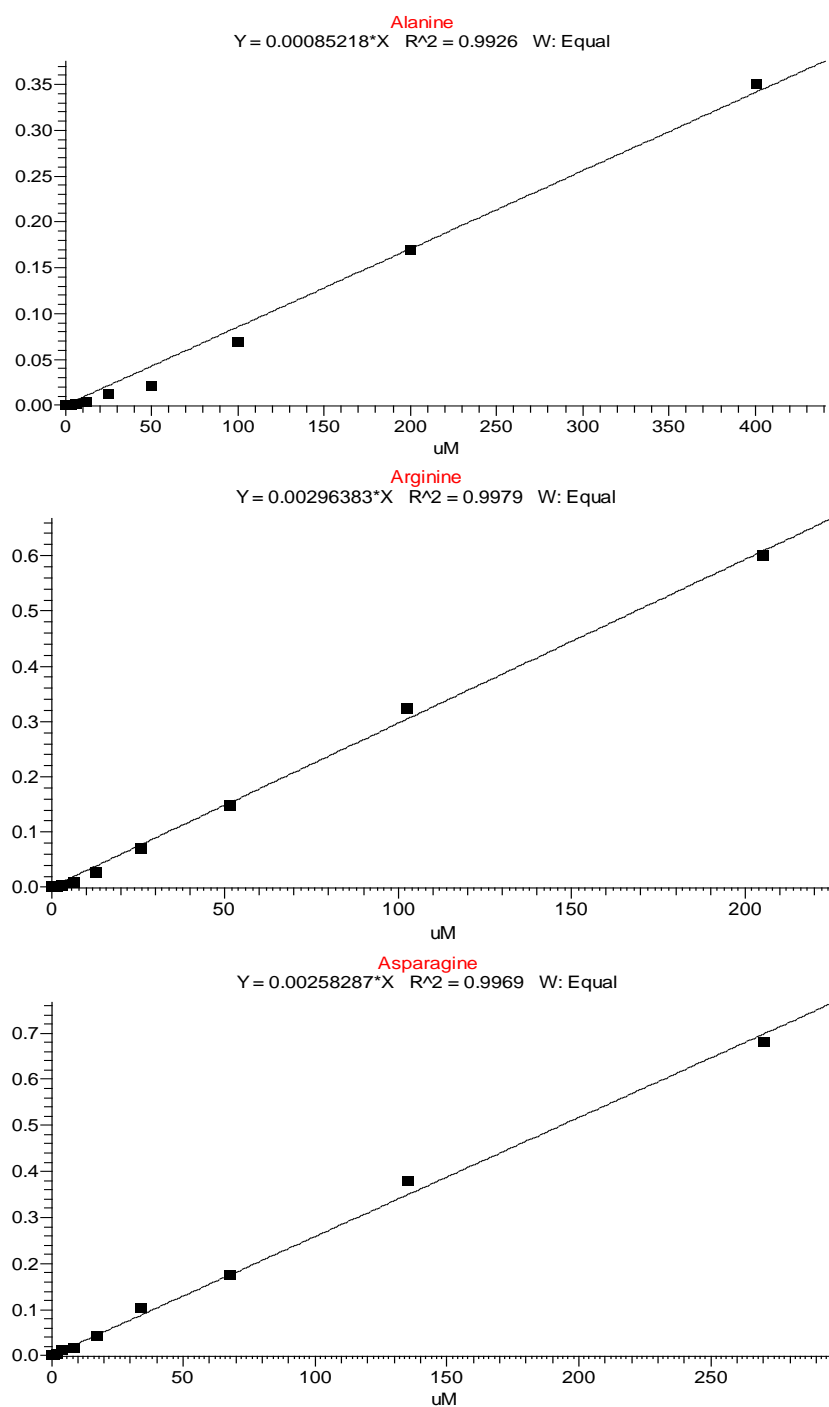 Alanine
Y = 0.00085218*X R^2 = 0.9926 W: Equal
0.35
0.30
0.25
0.20
0.15
0.10
0.05
0.00
0 50 100 150 200 250 300 350 400
uM
Arginine
Y = 0.00296383*X R^2 = 0.9979 W: Equal
0.6
0.5
0.4
0.3
0.2
0.1
0.0
0 50 100 150 200
uM
Asparagine
Y = 0.00258287*X R^2 = 0.9969 W: Equal
0.7
0.6
0.5
0.4
0.3
0.2
0.1
0.0
0 50 100 150 200 250
uM